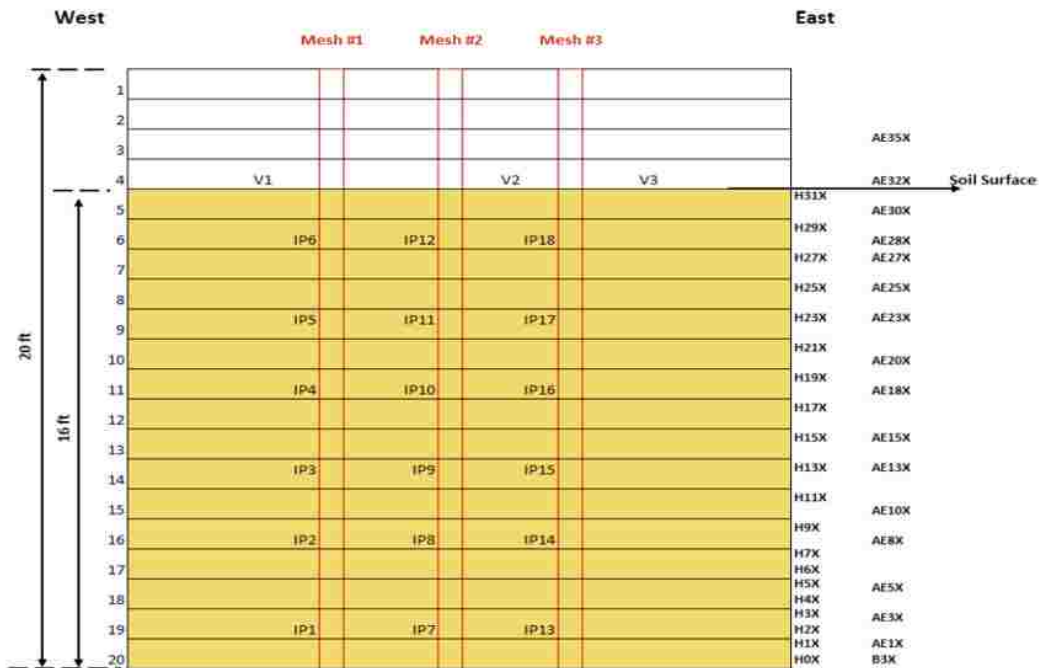 West East
Mesh #1 Mesh #2 Mesh #3
1
2
3 AE35X
4 V1 V2 V3 AE32X Soil Surface
H31X
5 AE30X
H29X
6 IP6 IP12 IP18 AE28X
H27X AE27X
7
H25X AE25X
8
IP5 IP11 IP17 H23X AE23X
9
20 ft
H21X
10 AE20X
H19X
11 IP4 IP10 IP16 AE18X
H17X
16 ft
12
H15X AE15X
13
IP3 IP9 IP15 H13X AE13X
14
H11X
15 AE10X
H9X
16 IP2 IP8 IP14 AE8X
H7X
17 H6X
H5X AE5X
18 H4X
H3X AE3X
19 IP1 IP7 IP13 H2X
H1X AE1X
20 H0X B3X